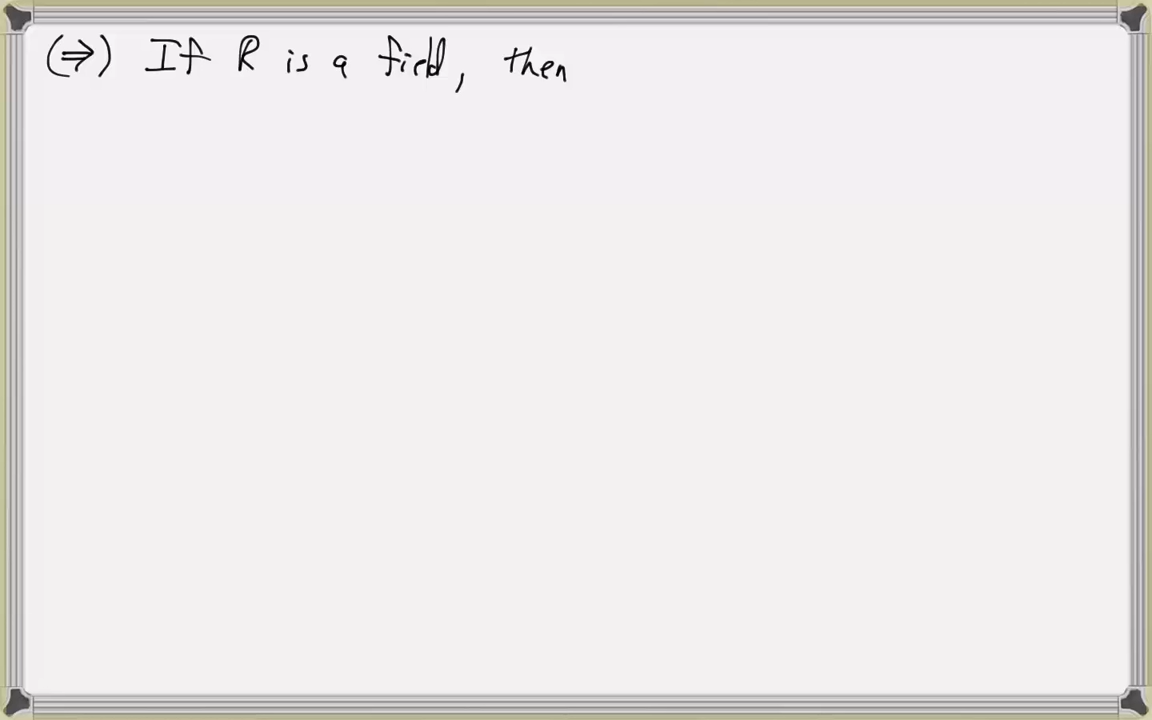 (⇒) If R is a field, then